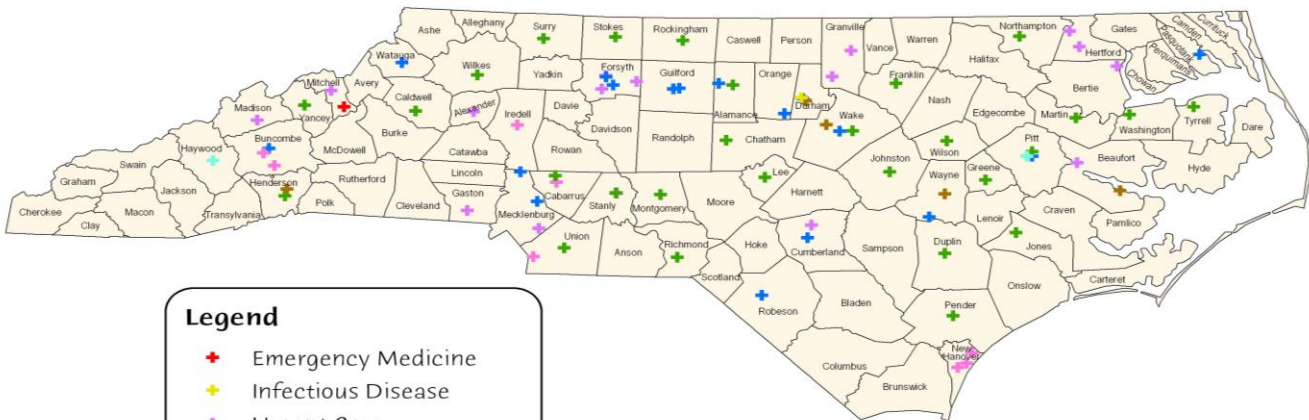 Ashe
Alleghany
Surry
Stokes
Rockingham
Caswell
Person
Granville
Vance
Warren
Northampton
Gates
Camden
Currituck
Pasquotank
Perquimans
Chowan
Hertford
Halifax
Bertie
Watauga
Wilkes
Yadkin
Forsyth
Guilford
Alamance
Orange
Durham
Franklin
Nash
Edgecombe
Martin
Washington
Tyrrell
Dare
Mitchell
Avery
Caldwell
Alexander
Iredell
Davie
Davidson
Randolph
Chatham
Wake
Wilson
Pitt
Beaufort
Hyde
Madison
Yancey
Burke
Catawba
Rowan
Johnston
Greene
Haywood
Buncombe
McDowell
Lincoln
Lee
Harnett
Wayne
Lenoir
Craven
Pamlico
Swain
Graham
Jackson
Henderson
Rutherford
Polk
Cleveland
Gaston
Mecklenburg
Cabarrus
Stanly
Montgomery
Moore
Cherokee
Clay
Macon
Transylvania
Union
Anson
Richmond
Hoke
Scotland
Cumberland
Sampson
Duplin
Jones
Onslow
Carteret
Robeson
Bladen
Pender
New
Hanover
Columbus
Brunswick
Legend
Emergency Medicine
Infectious Disease